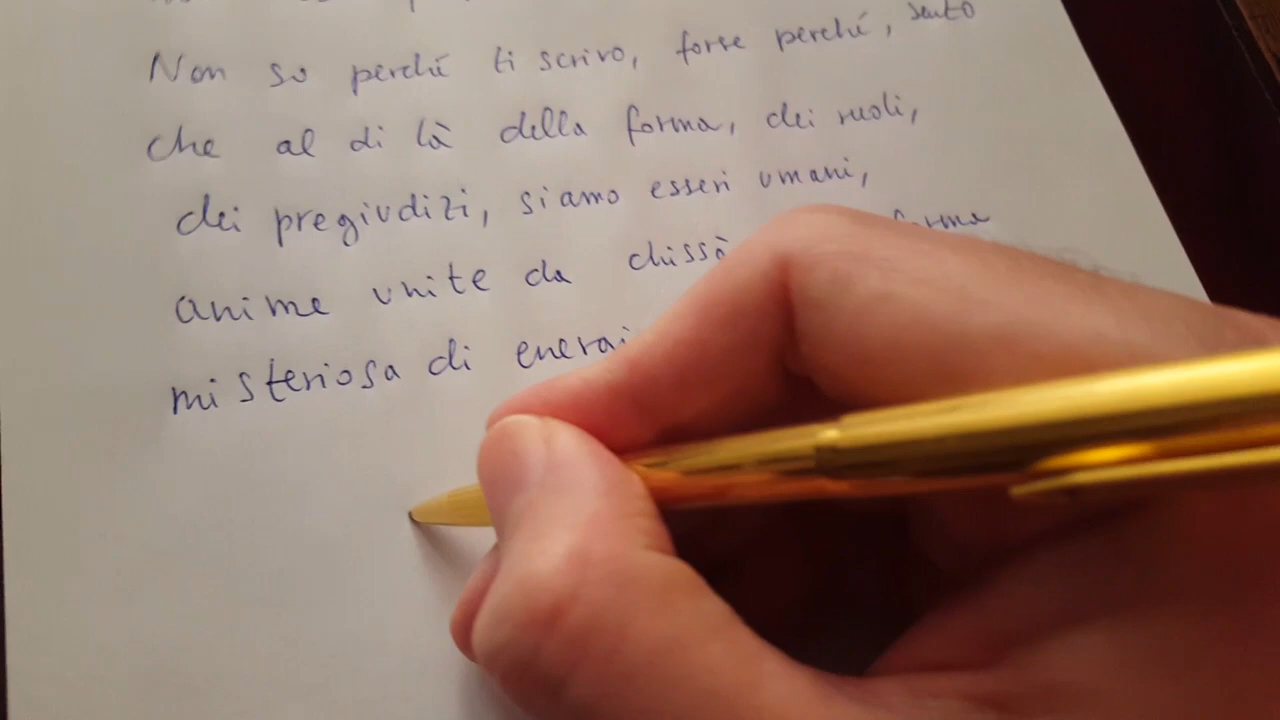 Non so perché ti scrivo, forse perché, sento
che al di là della forma, dei ruoli,
dei pregiudizi, siamo esseri umani,
anime unite da chissà forma
misteriosa di